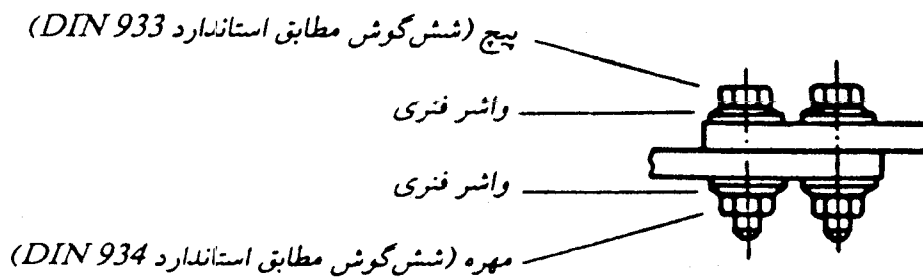 پیچ (شش‌گوش مطابق استاندارد DIN 933)
واشر فنری
واشر فنری
مهره (شش‌گوش مطابق استاندارد DIN 934)